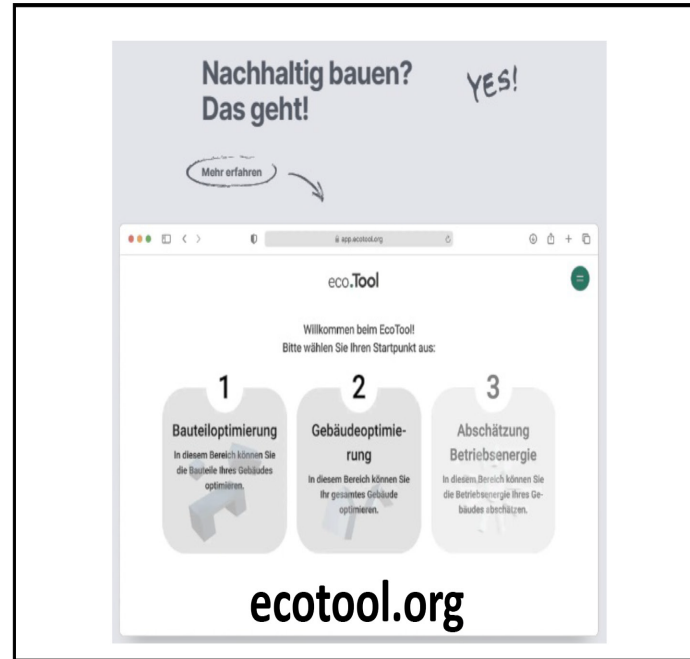 Nachhaltig bauen?
Das geht!
YES!
Mehr erfahren
app.ecotool.org
eco.Tool
Willkommen beim EcoTool!
Bitte wählen Sie Ihren Startpunkt aus:
1
Bauteiloptimierung
In diesem Bereich können Sie
die Bauteile Ihres Gebäudes
optimieren.
2
Gebäudeoptimie-
rung
In diesem Bereich können Sie
Ihr gesamtes Gebäude
optimieren.
3
Abschätzung
Betriebsenergie
In diesem Bereich können Sie
die Betriebsenergie Ihres Ge-
bäudes abschätzen.
ecotool.org